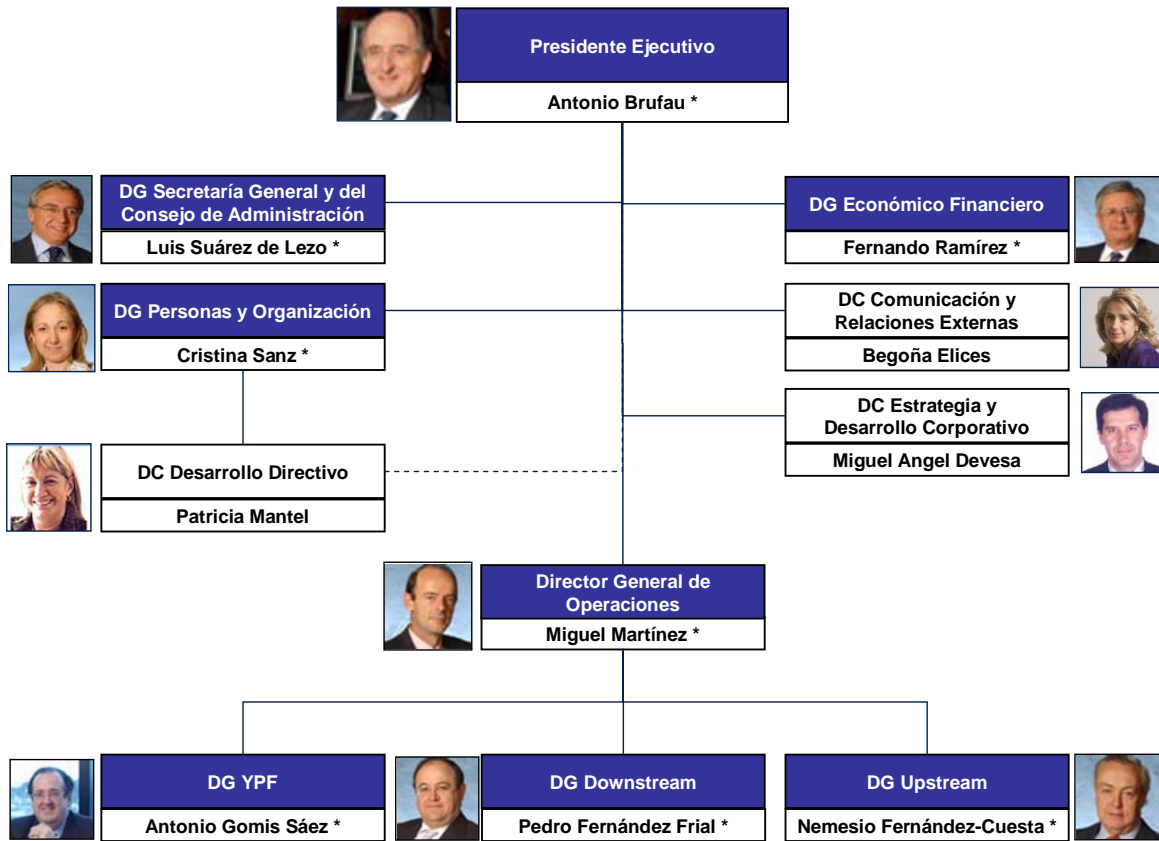 Presidente Ejecutivo
Antonio Brufau *
DG Secretaría General y del
Consejo de Administración
Luis Suárez de Lezo *
DG Económico Financiero
Fernando Ramírez *
DG Personas y Organización
Cristina Sanz *
DC Comunicación y
Relaciones Externas
Begoña Elices
DC Estrategia y
Desarrollo Corporativo
Miguel Angel Devesa
DC Desarrollo Directivo
Patricia Mantel
Director General de
Operaciones
Miguel Martínez *
DG YPF
Antonio Gomis Sáez *
DG Downstream
Pedro Fernández Frial *
DG Upstream
Nemesio Fernández-Cuesta *